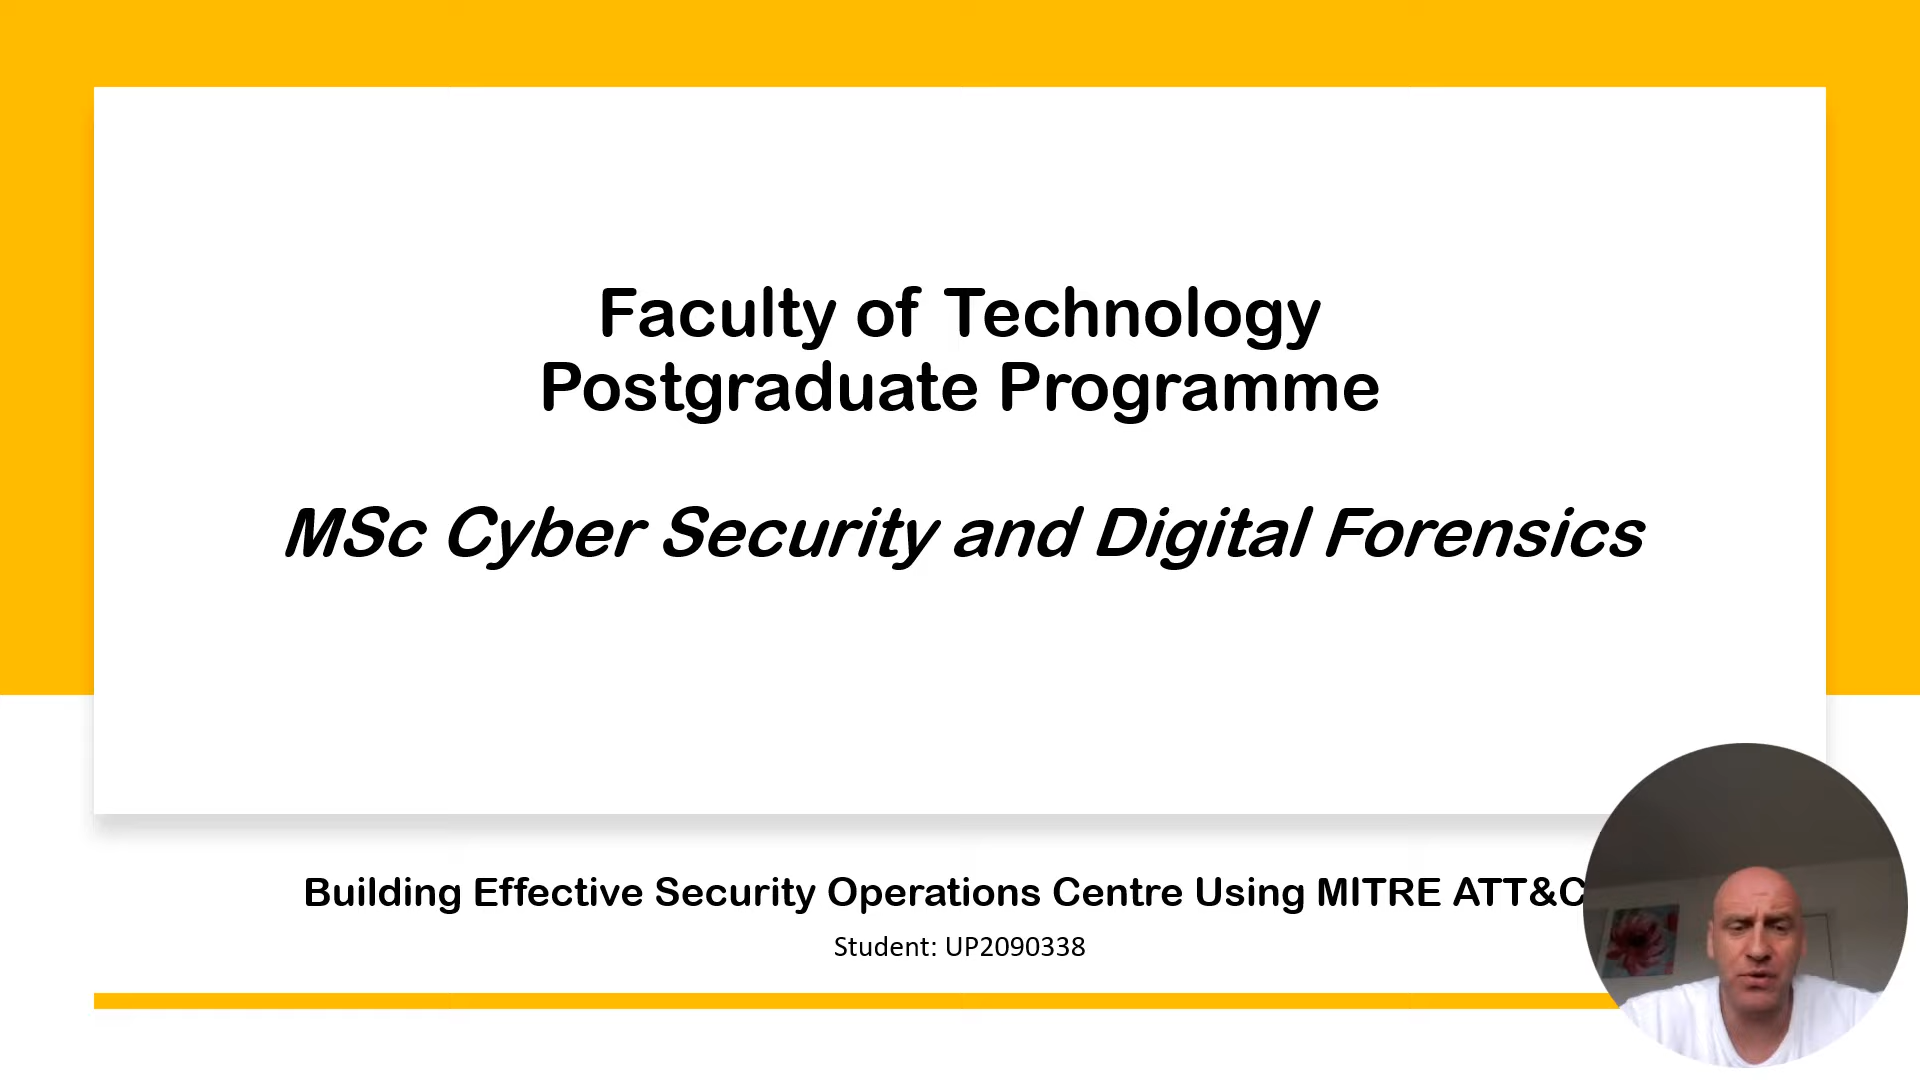 Faculty of Technology
Postgraduate Programme
MSc Cyber Security and Digital Forensics
Building Effective Security Operations Centre Using MITRE ATT&C
Student: UP2090338